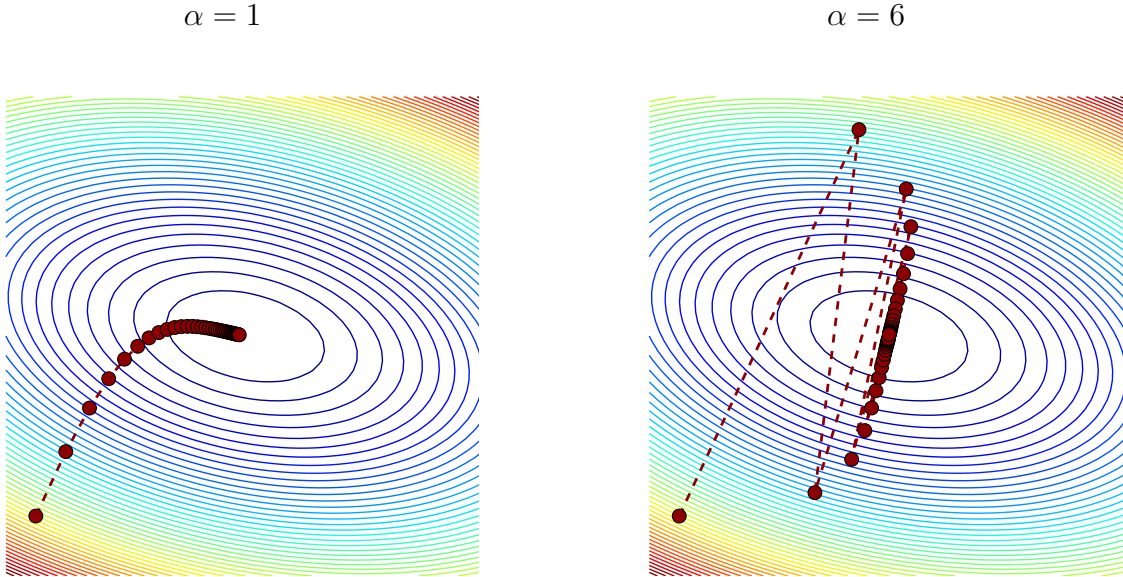 α = 1
α = 6